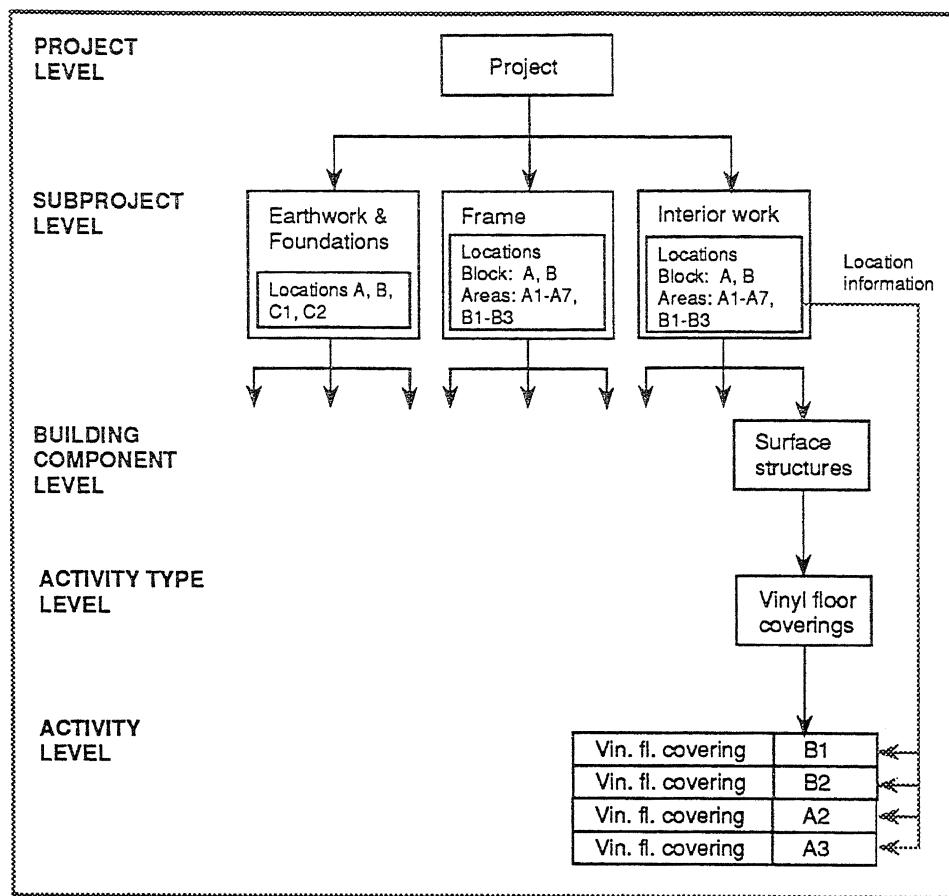 PROJECT
LEVEL
Project
SUBPROJECT
LEVEL
Earthwork &
Foundations
Locations A, B,
C1, C2
Frame
Locations
Block: A, B
Areas: A1-A7,
B1-B3
Interior work
Locations
Block: A, B
Areas: A1-A7,
B1-B3
Location
information
BUILDING
COMPONENT
LEVEL
Surface
structures
ACTIVITY TYPE
LEVEL
Vinyl floor
coverings
ACTIVITY
LEVEL
Vin. fl. covering B1
Vin. fl. covering B2
Vin. fl. covering A2
Vin. fl. covering A3